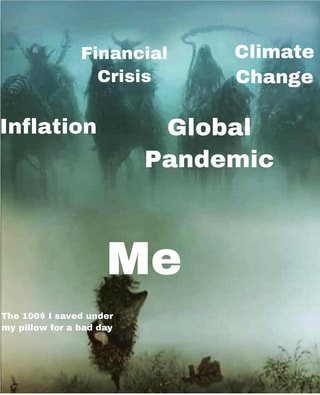 Financial
Crisis
Climate
Change
Inflation
Global
Pandemic
Me
The 100$ I saved under
my pillow for a bad day